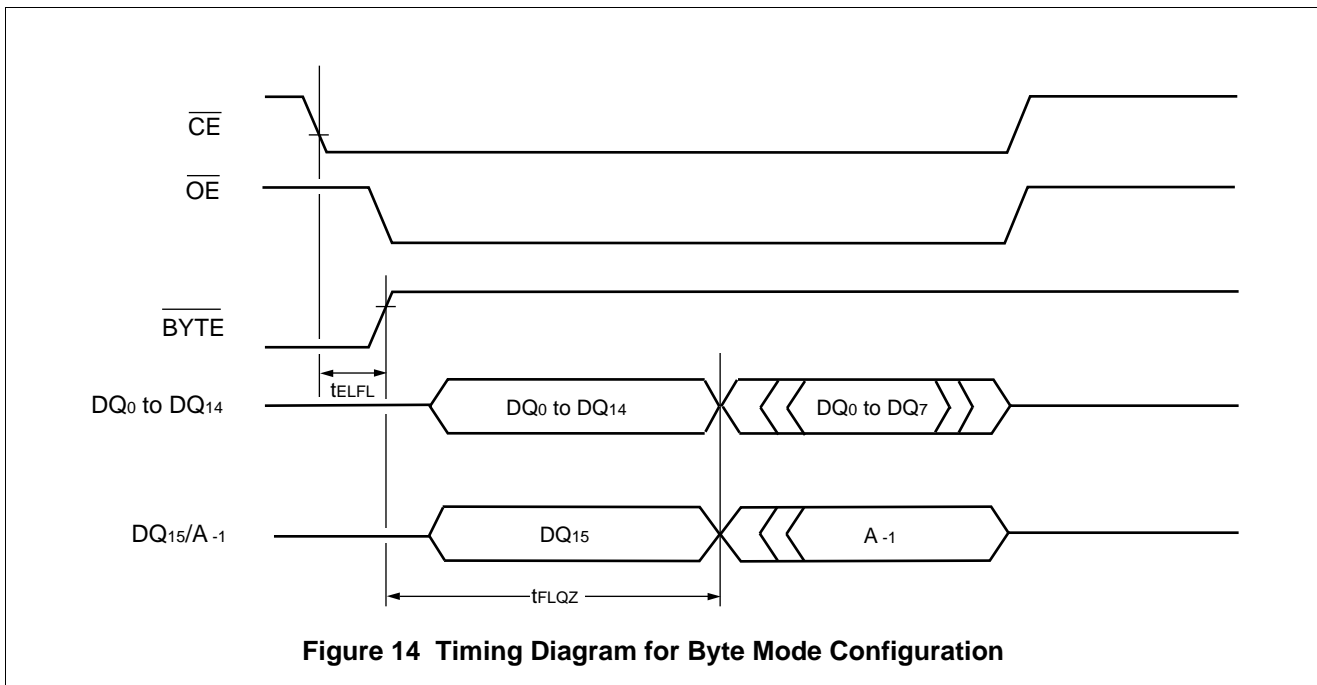 CE
OE
BYTE
tELFL
DQ0 to DQ14
DQ0 to DQ14
DQ0 to DQ7
DQ15/A -1
DQ15
A -1
tFLQZ
Figure 14 Timing Diagram for Byte Mode Configuration